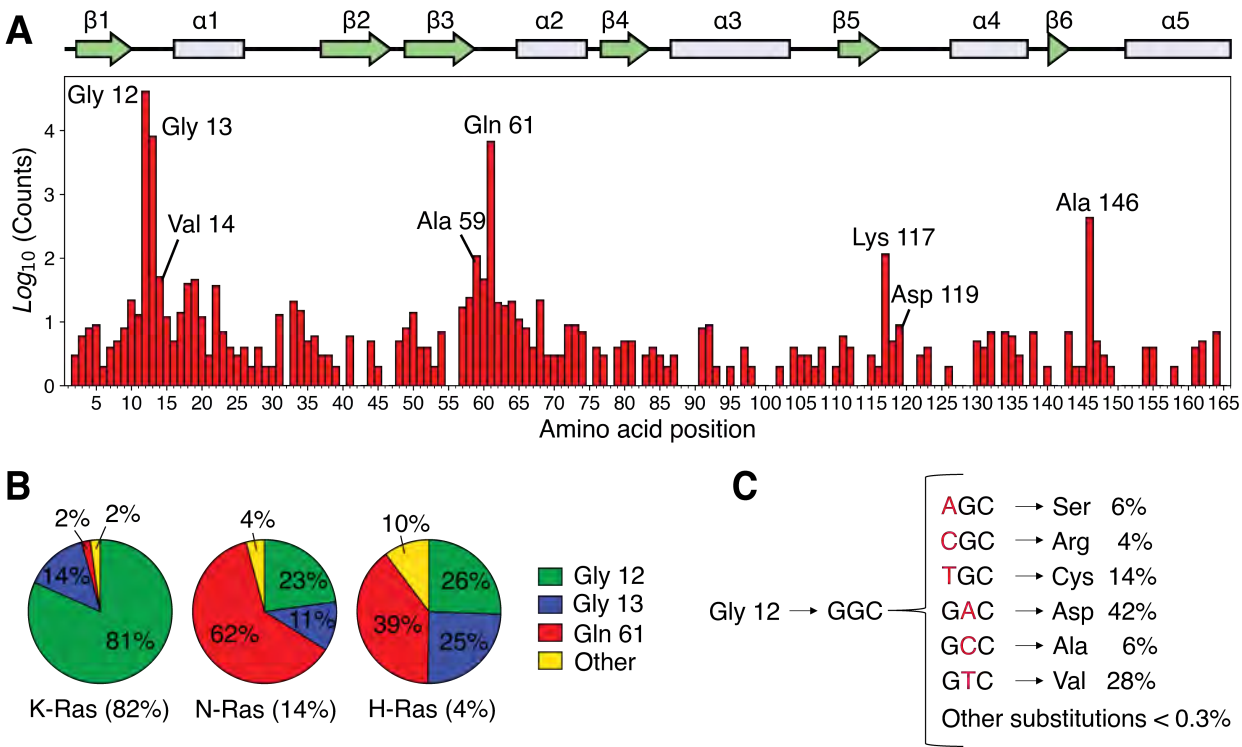 A
β1 α1 β2 β3 α2 β4 α3 β5 α4 β6 α5
Gly 12
Gly 13
Val 14
Ala 59
Gln 61
Lys 117
Asp 119
Ala 146
Log10 (Counts)
4
3
2
1
0
5 10 15 20 25 30 35 40 45 50 55 60 65 70 75 80 85 90 95 100 105 110 115 120 125 130 135 140 145 150 155 160 165
Amino acid position
B
2% 2%
14%
81%
K-Ras (82%)
4%
23%
11%
62%
N-Ras (14%)
10%
26%
39%
25%
H-Ras (4%)
Gly 12
Gly 13
Gln 61
Other
C
Gly 12 → GGC
AGC → Ser 6%
CGC → Arg 4%
TGC → Cys 14%
GAC → Asp 42%
GCC → Ala 6%
GTC → Val 28%
Other substitutions < 0.3%